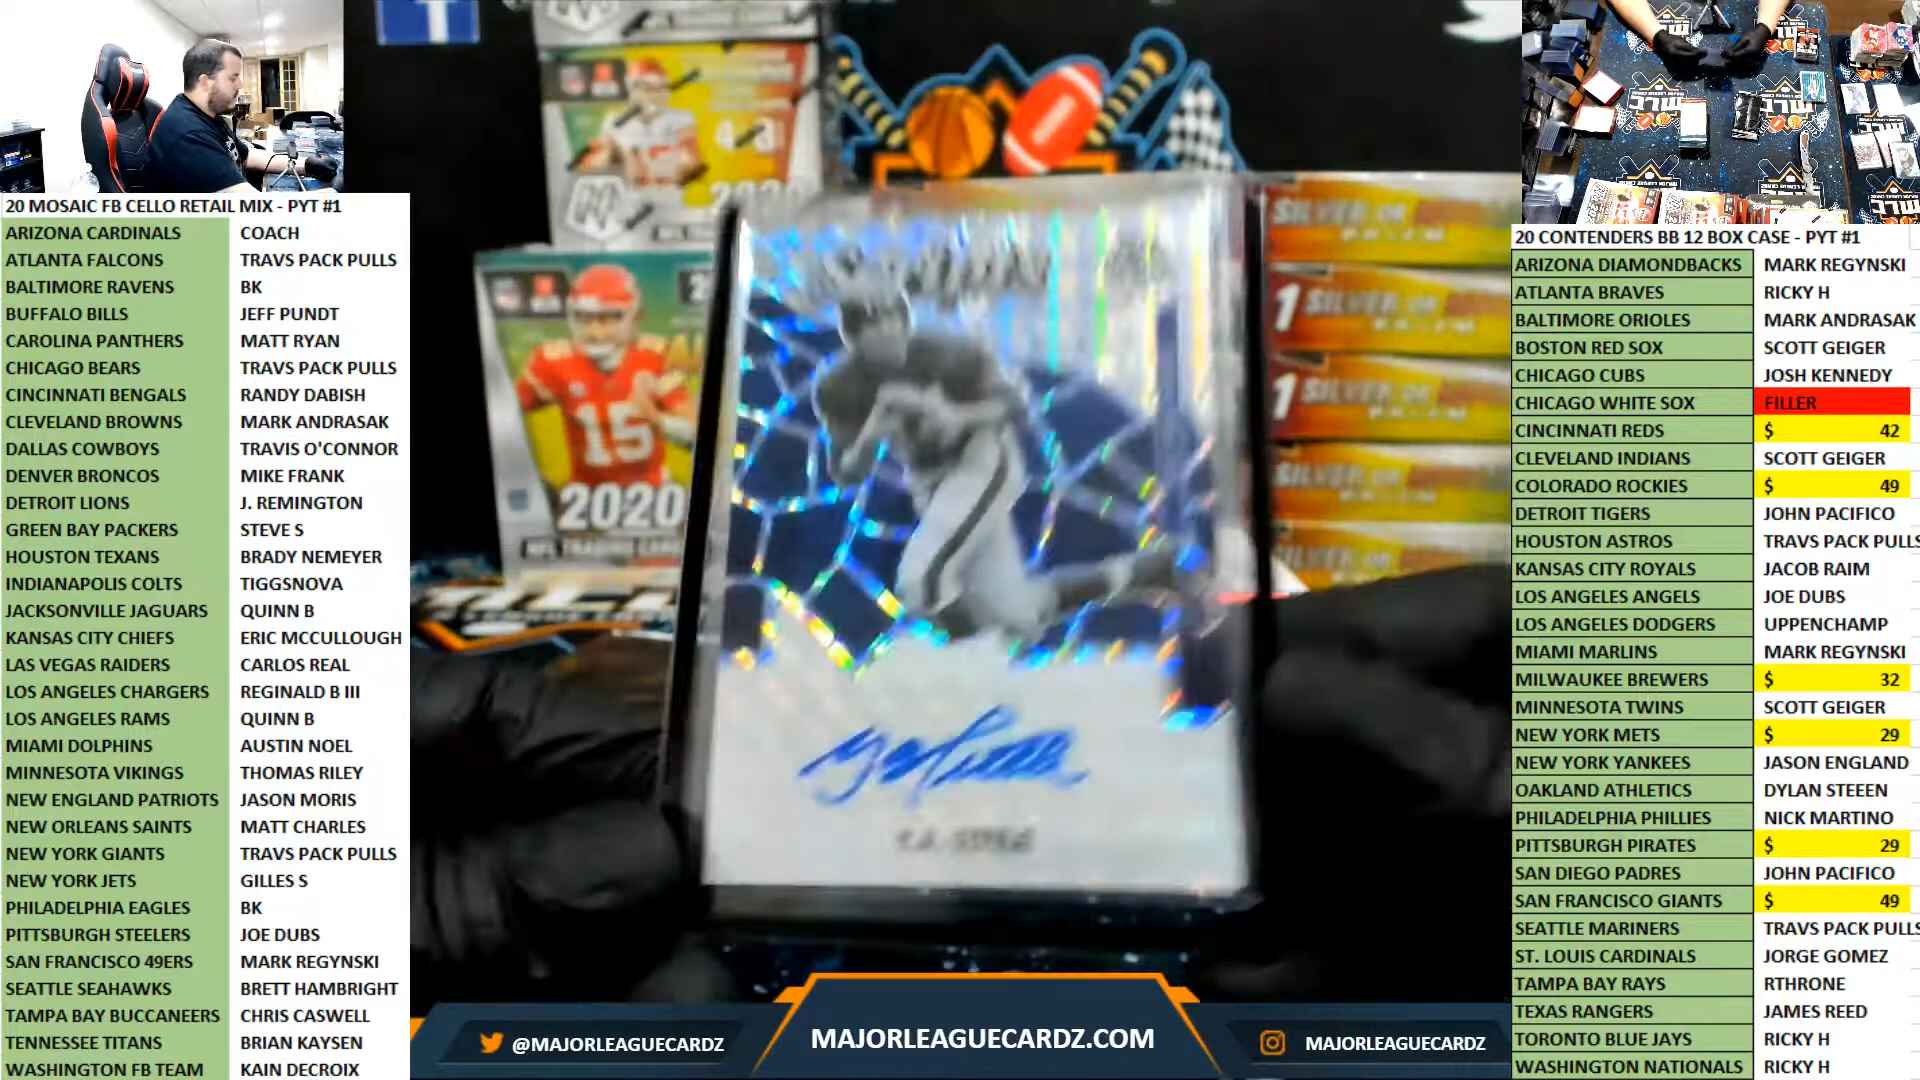 20 MOSAIC FB CELLO RETAIL MIX - PYT #1
ARIZONA CARDINALS COACH
ATLANTA FALCONS TRAVS PACK PULLS
BALTIMORE RAVENS BK
BUFFALO BILLS JEFF PUNDT
CAROLINA PANTHERS MATT RYAN
CHICAGO BEARS TRAVS PACK PULLS
CINCINNATI BENGALS RANDY DABISH
CLEVELAND BROWNS MARK ANDRASAK
DALLAS COWBOYS TRAVIS O'CONNOR
DENVER BRONCOS MIKE FRANK
DETROIT LIONS J. REMINGTON
GREEN BAY PACKERS STEVE S
HOUSTON TEXANS BRADY NEMEYER
INDIANAPOLIS COLTS TIGGSNOVA
JACKSONVILLE JAGUARS QUINN B
KANSAS CITY CHIEFS ERIC MCCULLOUGH
LAS VEGAS RAIDERS CARLOS REAL
LOS ANGELES CHARGERS REGINALD B III
LOS ANGELES RAMS QUINN B
MIAMI DOLPHINS AUSTIN NOEL
MINNESOTA VIKINGS THOMAS RILEY
NEW ENGLAND PATRIOTS JASON MORIS
NEW ORLEANS SAINTS MATT CHARLES
NEW YORK GIANTS TRAVS PACK PULLS
NEW YORK JETS GILLES S
PHILADELPHIA EAGLES BK
PITTSBURGH STEELERS JOE DUBS
SAN FRANCISCO 49ERS MARK REGYNSKI
SEATTLE SEAHAWKS BRETT HAMBRIGHT
TAMPA BAY BUCCANEERS CHRIS CASWELL
TENNESSEE TITANS BRIAN KAYSEN
WASHINGTON FB TEAM KAIN DECROIX
15
2020
SILVER OR
1 SILVER OR
1 SILVER OR
SILVER OR
SILVER OR
@MAJORLEAGUECARDZ
MAJORLEAGUECARDZ.COM
MAJORLEAGUECARDZ
20 CONTENDERS BB 12 BOX CASE - PYT #1
ARIZONA DIAMONDBACKS MARK REGYNSKI
ATLANTA BRAVES RICKY H
BALTIMORE ORIOLES MARK ANDRASAK
BOSTON RED SOX SCOTT GEIGER
CHICAGO CUBS JOSH KENNEDY
CHICAGO WHITE SOX FILLER
CINCINNATI REDS $ 42
CLEVELAND INDIANS SCOTT GEIGER
COLORADO ROCKIES $ 49
DETROIT TIGERS JOHN PACIFICO
HOUSTON ASTROS TRAVS PACK PULLS
KANSAS CITY ROYALS JACOB RAIM
LOS ANGELES ANGELS JOE DUBS
LOS ANGELES DODGERS UPPENCHAMP
MIAMI MARLINS MARK REGYNSKI
MILWAUKEE BREWERS $ 32
MINNESOTA TWINS SCOTT GEIGER
NEW YORK METS $ 29
NEW YORK YANKEES JASON ENGLAND
OAKLAND ATHLETICS DYLAN STEEEN
PHILADELPHIA PHILLIES NICK MARTINO
PITTSBURGH PIRATES $ 29
SAN DIEGO PADRES JOHN PACIFICO
SAN FRANCISCO GIANTS $ 49
SEATTLE MARINERS TRAVS PACK PULLS
ST. LOUIS CARDINALS JORGE GOMEZ
TAMPA BAY RAYS RTHRONE
TEXAS RANGERS JAMES REED
TORONTO BLUE JAYS RICKY H
WASHINGTON NATIONALS RICKY H